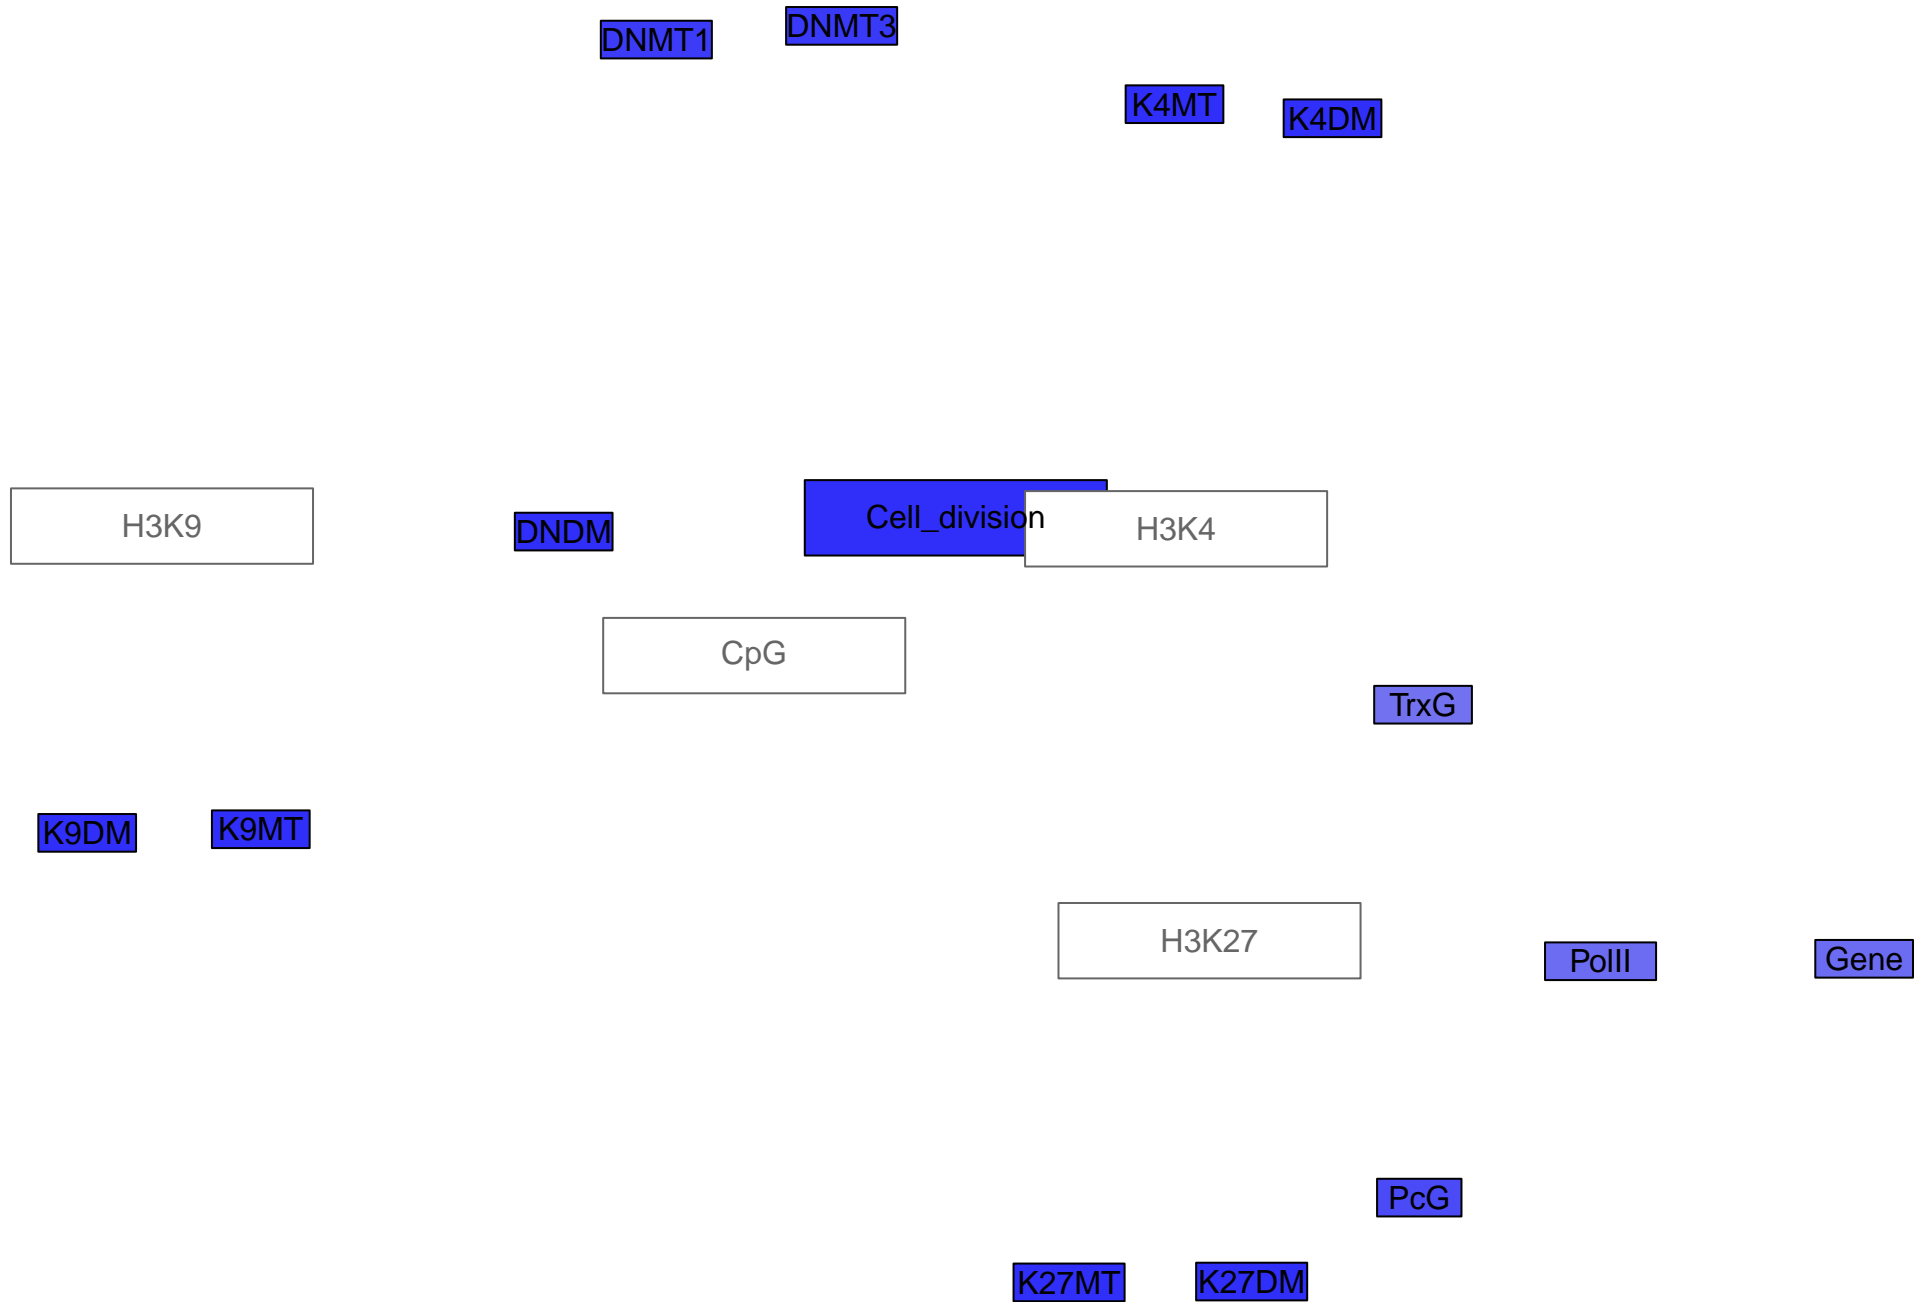 DNMT1
DNMT3
K4MT
K4DM
H3K9
DNDM
Cell_division
H3K4
CpG
TrxG
K9DM
K9MT
H3K27
PolII
Gene
PcG
K27MT
K27DM